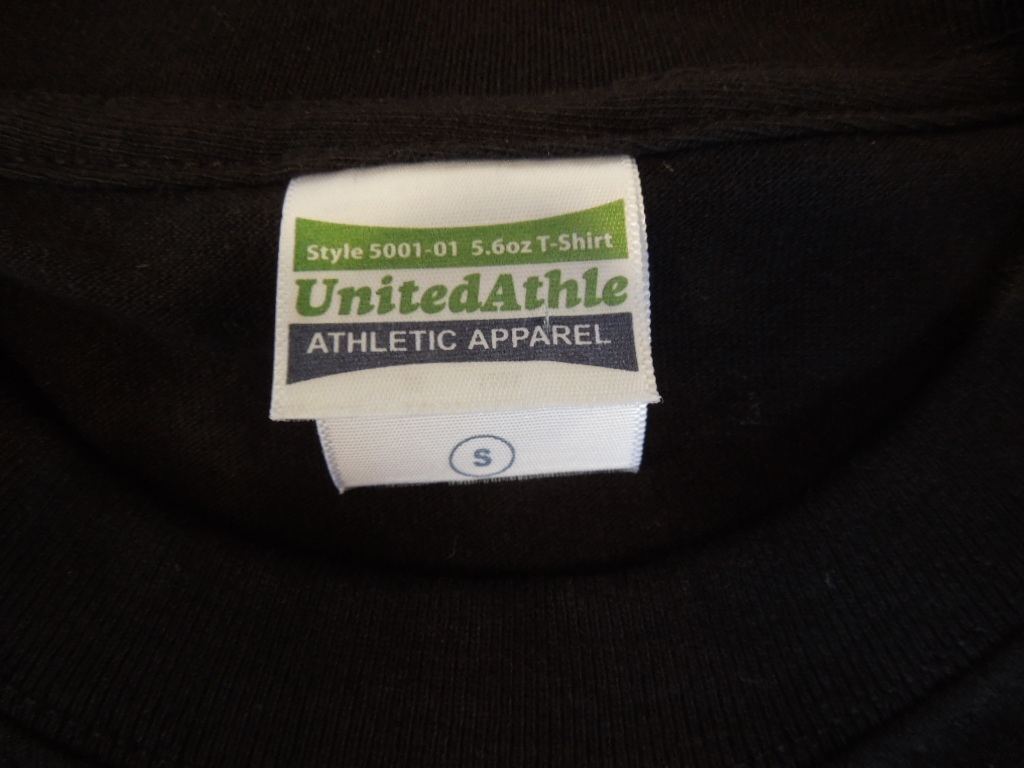 Style 5001-01 5.6oz T-Shirt
UnitedAthle
ATHLETIC APPAREL
S